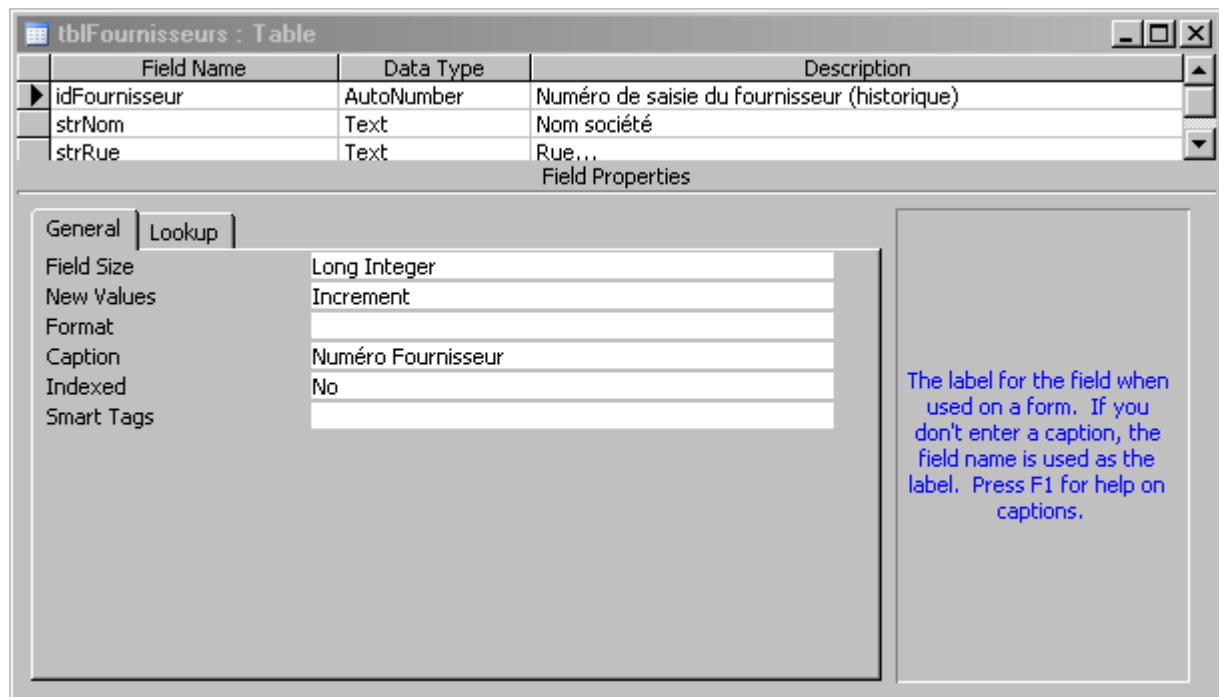 tblFournisseurs : Table
Field Name Data Type Description
idFournisseur AutoNumber Numéro de saisie du fournisseur (historique)
strNom Text Nom société
strRue Text Rue...
Field Properties
General Lookup
Field Size Long Integer
New Values Increment
Format
Caption Numéro Fournisseur
Indexed No
Smart Tags
The label for the field when
used on a form. If you
don't enter a caption, the
field name is used as the
label. Press F1 for help on
captions.